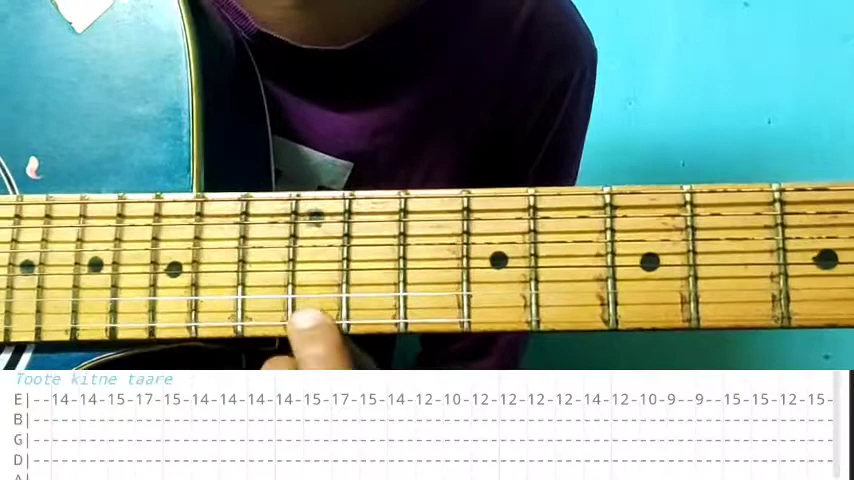 Toote kitne taare
E|--14-14-15-17-15-14-14-14-14-15-17-15-14-12-10-12-12-12-12-14-12-10-9--9--15-15-12-15-
B|----------------------------------------------------------------------------------------
G|----------------------------------------------------------------------------------------
D|----------------------------------------------------------------------------------------